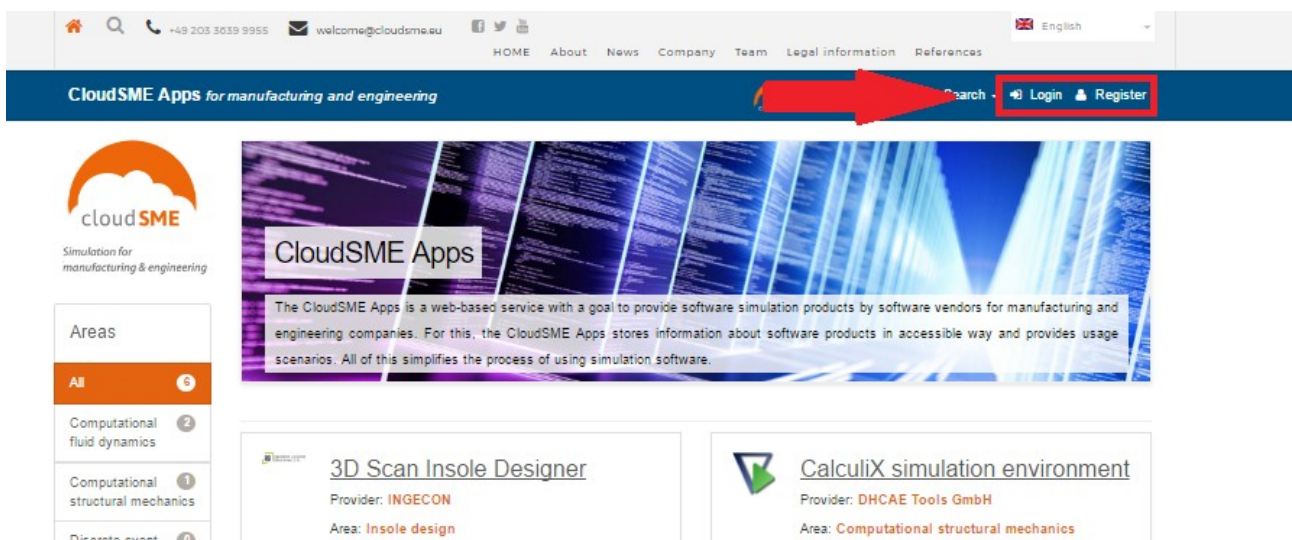 +49 203 3639 9955 welcome@cloudsme.eu English
HOME About News Company Team Legal information References
CloudSME Apps for manufacturing and engineering Search Login Register
cloudSME
Simulation for
manufacturing & engineering
CloudSME Apps
The CloudSME Apps is a web-based service with a goal to provide software simulation products by software vendors for manufacturing and
engineering companies. For this, the CloudSME Apps stores information about software products in accessible way and provides usage
scenarios. All of this simplifies the process of using simulation software.
Areas
All 6
Computational 2
fluid dynamics
Computational 1
structural mechanics
Discrete event 0
3D Scan Insole Designer
Provider: INGECON
Area: Insole design
CalculiX simulation environment
Provider: DHCAE Tools GmbH
Area: Computational structural mechanics